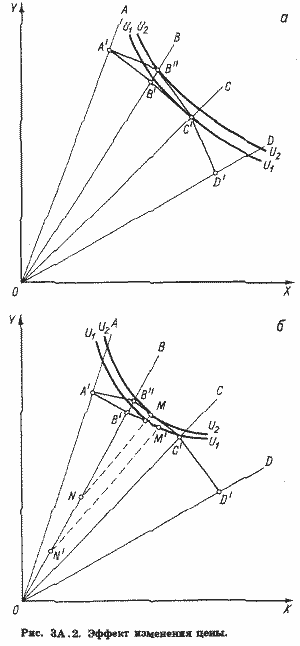 Y
A
а
U₁ U₂
B
A'
B''
B'
C
C'
D
U₂
U₁
D'
O
X
Y
б
U₂ A
U₁
B
A'
B'' M
C
B'
U₂
M'
U₁
C'
D
N
D'
N'
O
X
Рис. 3А.2. Эффект изменения цены.